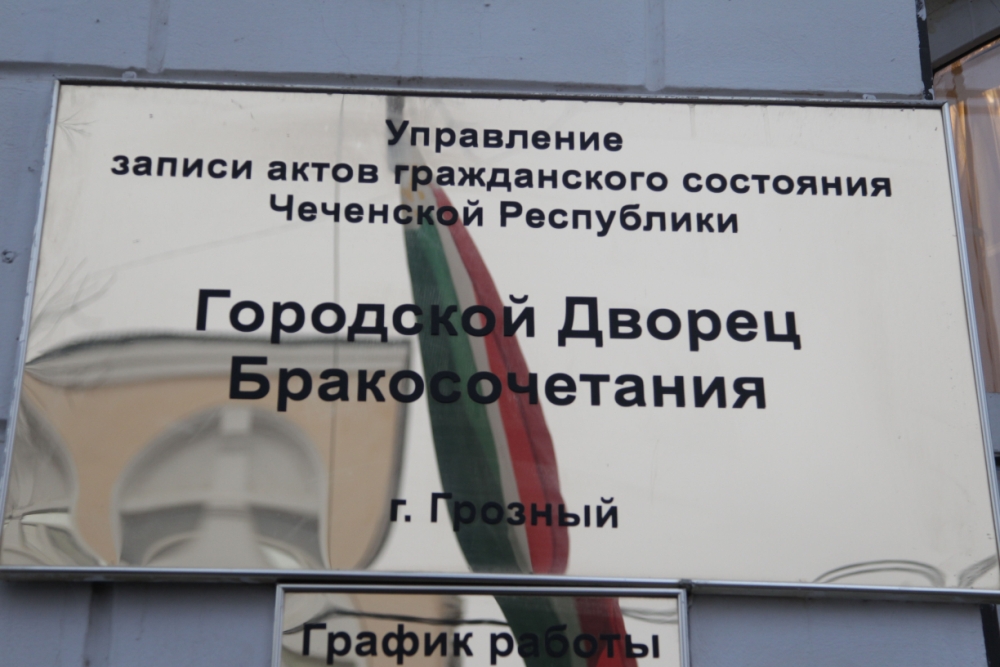 Управление
записи актов гражданского состояния
Чеченской Республики
Городской Дворец
Бракосочетания
г. Грозный
График работы